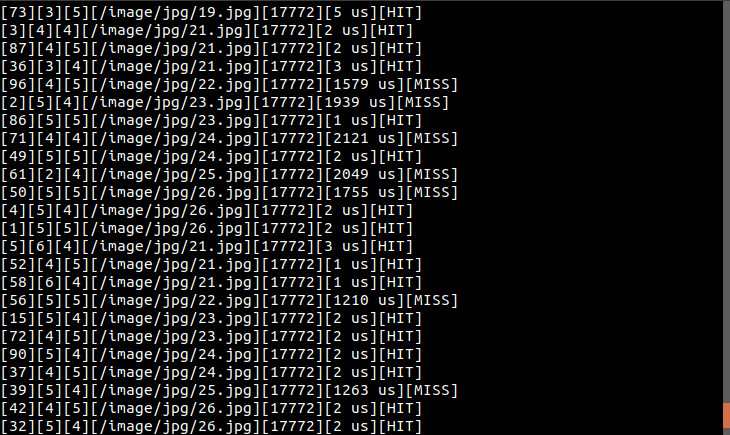 [73][3][5][/image/jpg/19.jpg][17772][5 us][HIT]
[3][4][4][/image/jpg/21.jpg][17772][2 us][HIT]
[87][4][5][/image/jpg/21.jpg][17772][2 us][HIT]
[36][3][4][/image/jpg/21.jpg][17772][3 us][HIT]
[96][4][5][/image/jpg/22.jpg][17772][1579 us][MISS]
[2][5][4][/image/jpg/23.jpg][17772][1939 us][MISS]
[86][5][5][/image/jpg/23.jpg][17772][1 us][HIT]
[71][4][4][/image/jpg/24.jpg][17772][2121 us][MISS]
[49][5][5][/image/jpg/24.jpg][17772][2 us][HIT]
[61][2][4][/image/jpg/25.jpg][17772][2049 us][MISS]
[50][5][5][/image/jpg/26.jpg][17772][1755 us][MISS]
[4][5][4][/image/jpg/26.jpg][17772][2 us][HIT]
[1][5][5][/image/jpg/26.jpg][17772][2 us][HIT]
[5][6][4][/image/jpg/21.jpg][17772][3 us][HIT]
[52][4][5][/image/jpg/21.jpg][17772][1 us][HIT]
[58][6][4][/image/jpg/21.jpg][17772][1 us][HIT]
[56][5][5][/image/jpg/22.jpg][17772][1210 us][MISS]
[15][5][4][/image/jpg/23.jpg][17772][2 us][HIT]
[72][4][5][/image/jpg/23.jpg][17772][2 us][HIT]
[90][5][4][/image/jpg/24.jpg][17772][2 us][HIT]
[37][4][5][/image/jpg/24.jpg][17772][2 us][HIT]
[39][5][4][/image/jpg/25.jpg][17772][1263 us][MISS]
[42][4][5][/image/jpg/26.jpg][17772][2 us][HIT]
[32][5][4][/image/jpg/26.jpg][17772][2 us][HIT]